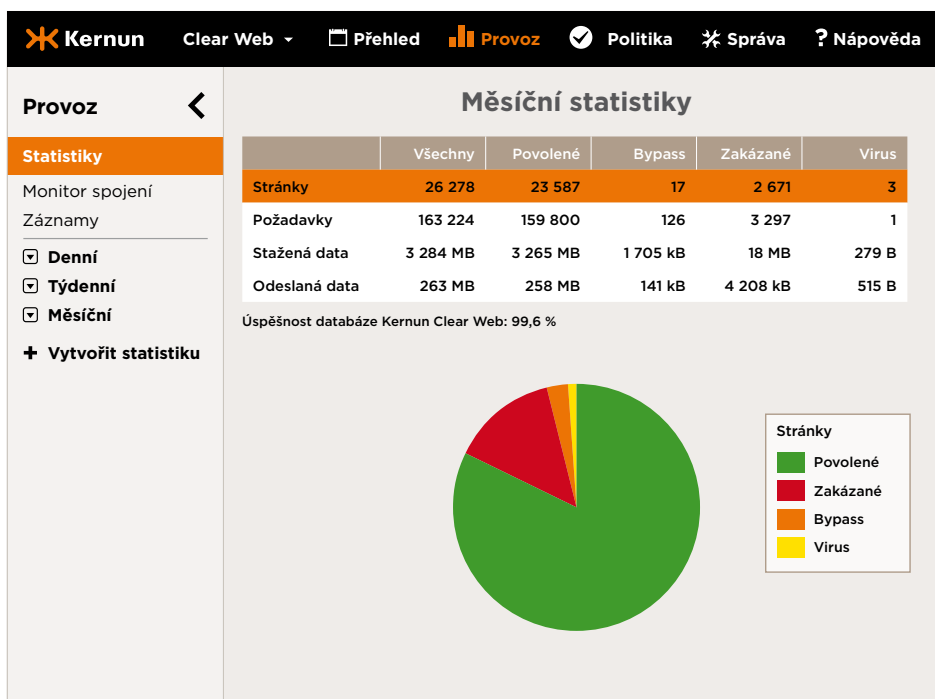 Kernun Clear Web Přehled Provoz Politika Správa ? Nápověda
Provoz
Statistiky
Monitor spojení
Záznamy
Denní
Týdenní
Měsíční
+ Vytvořit statistiku
Měsíční statistiky
Všechny Povolené Bypass Zakázané Virus
Stránky 26 278 23 587 17 2 671 3
Požadavky 163 224 159 800 126 3 297 1
Stažená data 3 284 MB 3 265 MB 1 705 kB 18 MB 279 B
Odeslaná data 263 MB 258 MB 141 kB 4 208 kB 515 B
Úspěšnost databáze Kernun Clear Web: 99,6 %
Stránky
Povolené
Zakázané
Bypass
Virus